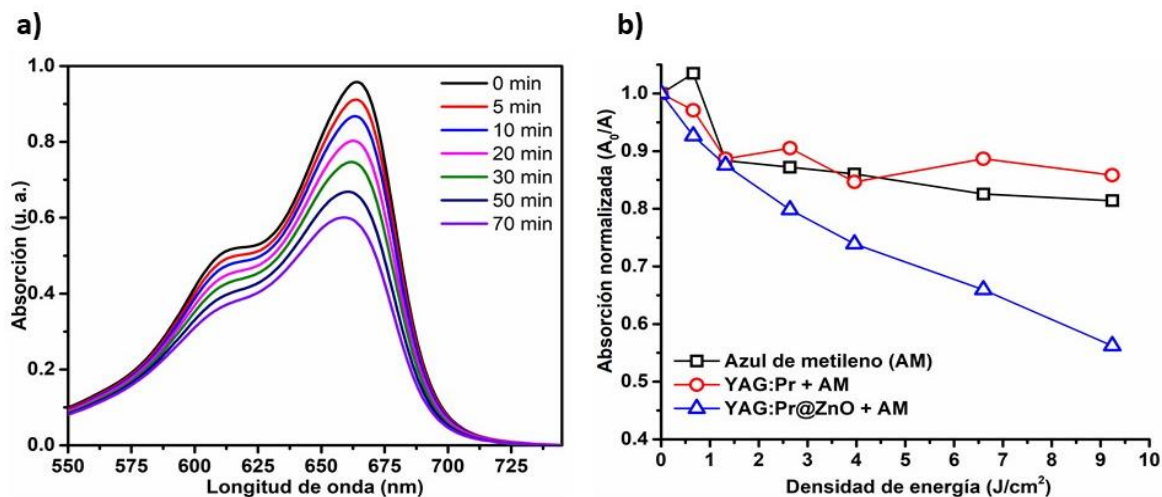 a)
Absorción (u. a.)
1.0
0.8
0.6
0.4
0.2
0.0
550
575
600
625
650
675
700
725
Longitud de onda (nm)
0 min
5 min
10 min
20 min
30 min
50 min
70 min
b)
Absorción normalizada (A₀/A)
1.0
0.9
0.8
0.7
0.6
0.5
0.4
0
1
2
3
4
5
6
7
8
9
10
Densidad de energía (J/cm²)
Azul de metileno (AM)
YAG:Pr + AM
YAG:Pr@ZnO + AM